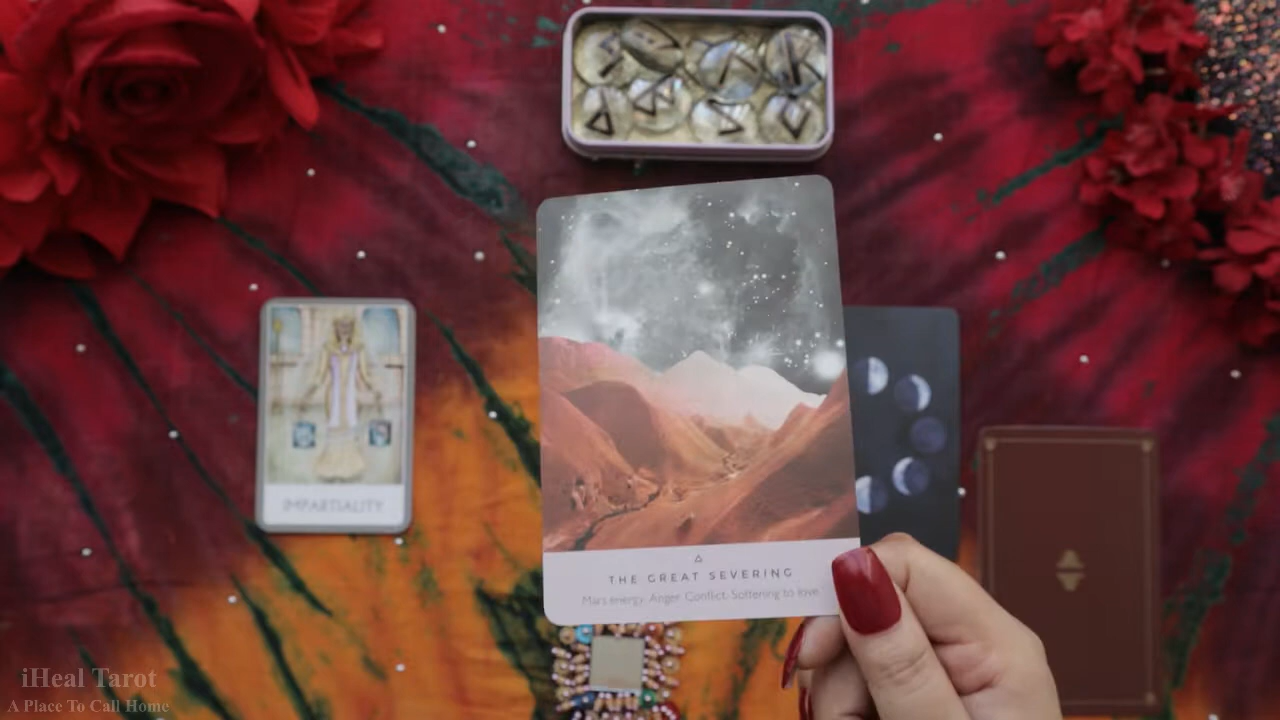 IMPARTIALITY
THE GREAT SEVERING
Mars energy. Anger. Conflict. Softening to love
iHeal Tarot
A Place To Call Home